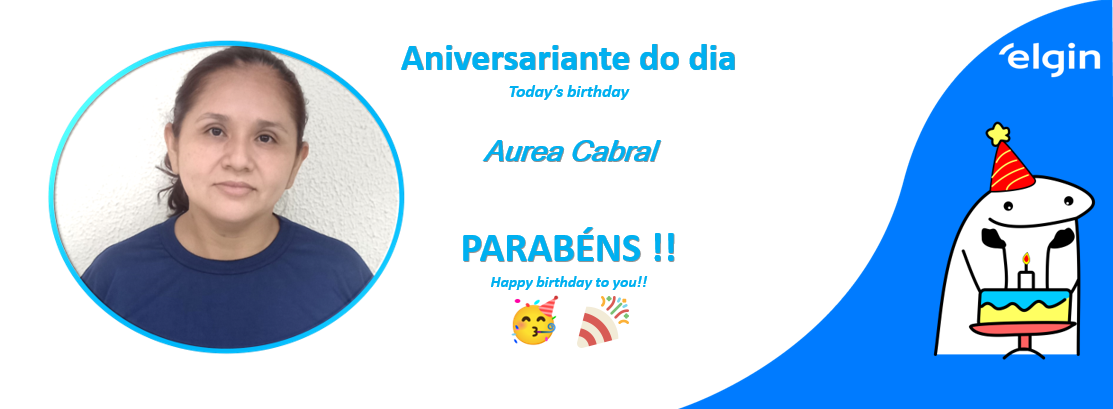 Aniversariante do dia
Today's birthday
Aurea Cabral
PARABÉNS !!
Happy birthday to you!!
elgin